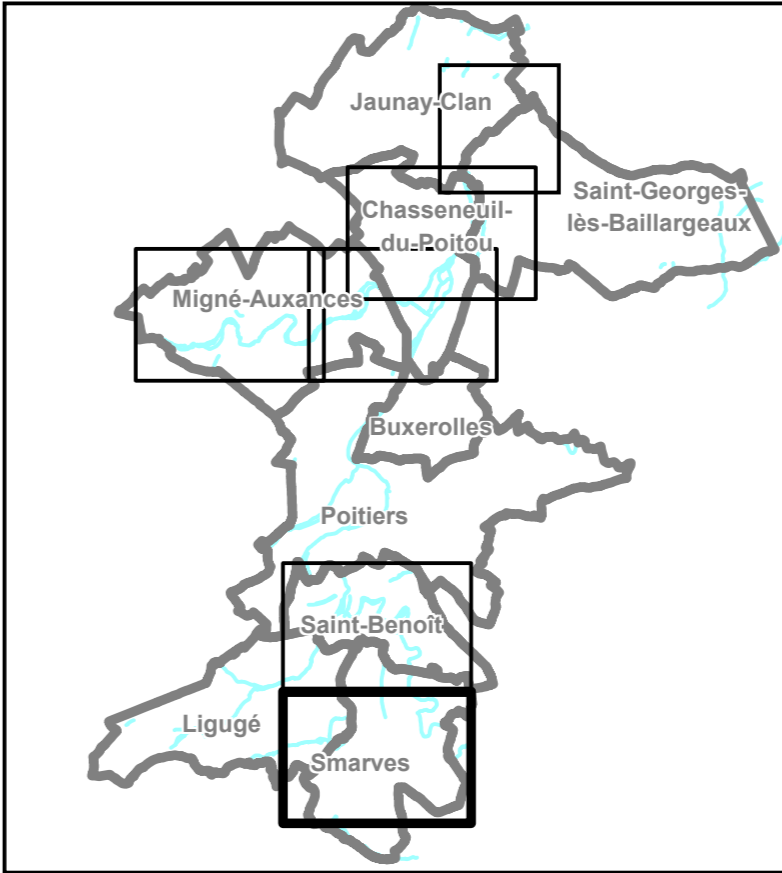 Jaunay-Clan
Saint-Georges-
lès-Baillargeaux
Chasseneuil-
du-Poitou
Migné-Auxances
Buxerolles
Poitiers
Saint-Benoît
Ligugé
Smarves